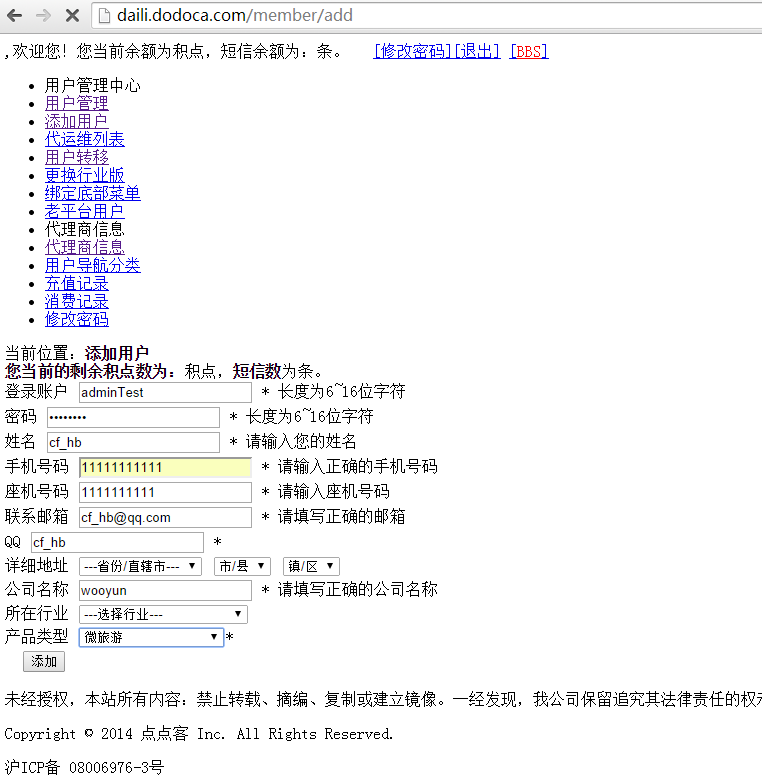 daili.dodoca.com/member/add
,欢迎您! 您当前余额为积点，短信余额为：条。 [修改密码][退出] [BBS]
用户管理中心
用户管理
添加用户
代运维列表
用户转移
更换行业版
绑定底部菜单
老平台用户
代理商信息
代理商信息
用户导航分类
充值记录
消费记录
修改密码
当前位置：添加用户
您当前的剩余积点数为：积点，短信数为条。
登录账户 adminTest * 长度为6~16位字符
密码 •••••••• * 长度为6~16位字符
姓名 cf_hb * 请输入您的姓名
手机号码 11111111111 * 请输入正确的手机号码
座机号码 1111111111 * 请输入座机号码
联系邮箱 cf_hb@qq.com * 请填写正确的邮箱
QQ cf_hb *
详细地址 ---省份/直辖市--- 市/县 镇/区
公司名称 wooyun * 请填写正确的公司名称
所在行业 ---选择行业---
产品类型 微旅游 *
添加
未经授权，本站所有内容：禁止转载、摘编、复制或建立镜像。一经发现，我公司保留追究其法律责任的权
Copyright © 2014 点点客 Inc. All Rights Reserved.
沪ICP备 08006976-3号